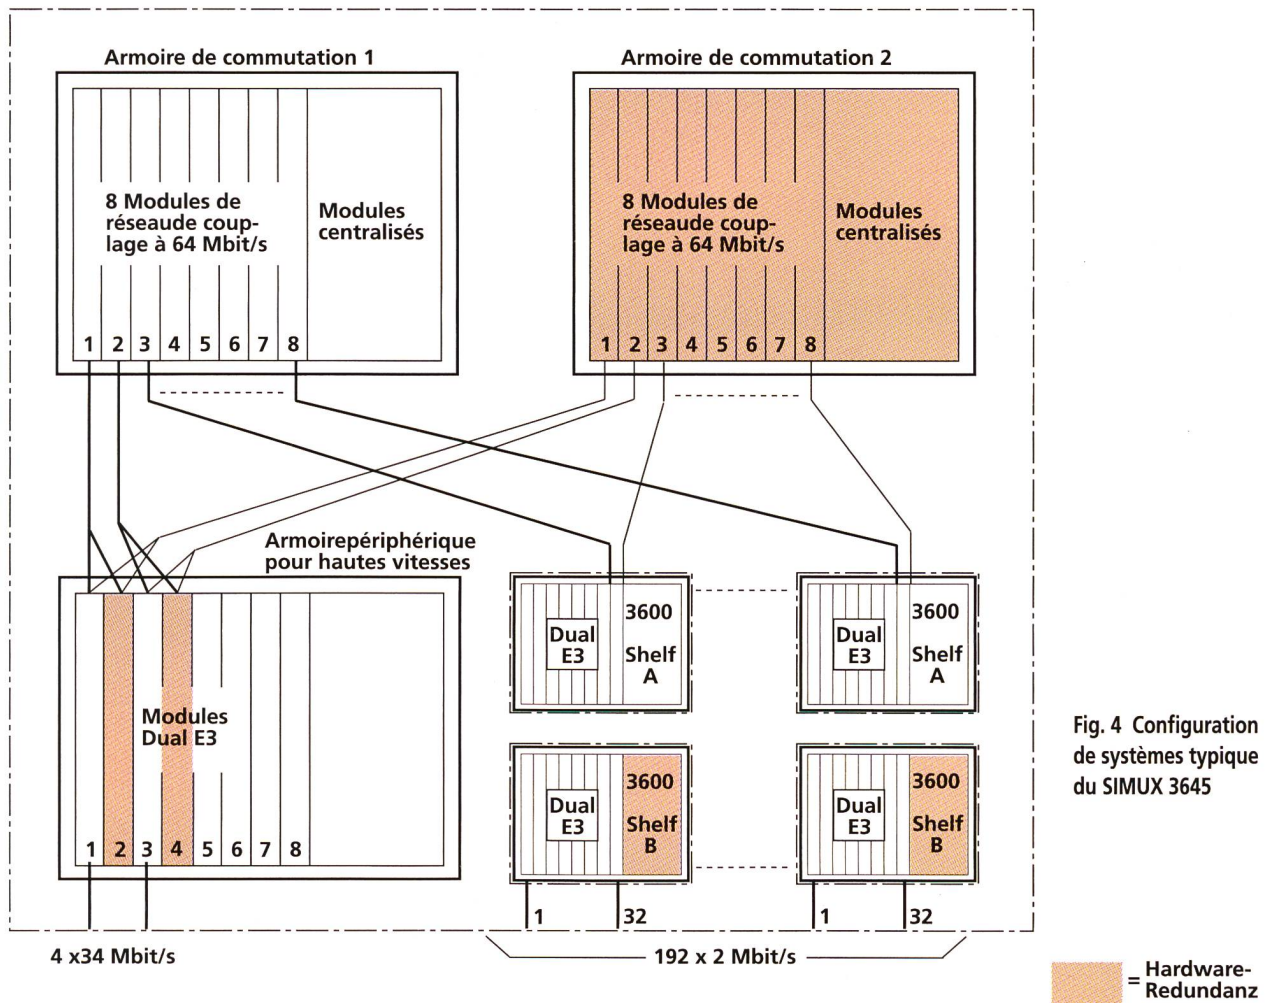 Armoire de commutation 1
Armoire de commutation 2
8 Modules de
réseaude coup-
lage à 64 Mbit/s
Modules
centralisés
1 2 3 4 5 6 7 8
8 Modules de
réseaude coup-
lage à 64 Mbit/s
Modules
centralisés
1 2 3 4 5 6 7 8
Armoirepériphérique
pour hautes vitesses
Modules
Dual E3
1 2 3 4 5 6 7 8
4 x34 Mbit/s
Dual
E3
3600
Shelf
A
Dual
E3
3600
Shelf
A
Dual
E3
3600
Shelf
B
Dual
E3
3600
Shelf
B
1 32
1 32
192 x 2 Mbit/s
Fig. 4 Configuration
de systèmes typique
du SIMUX 3645
= Hardware-
Redundanz